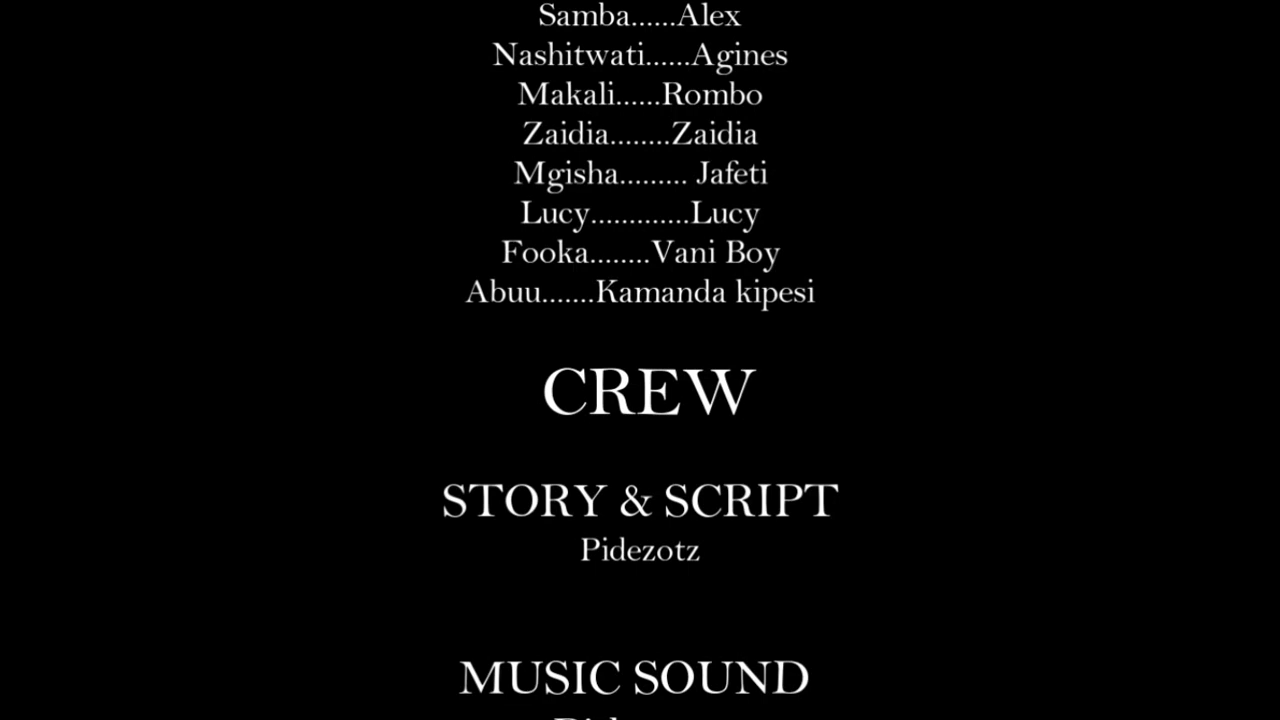 Samba......Alex
Nashitwati......Agines
Makali......Rombo
Zaidia........Zaidia
Mgisha......... Jafeti
Lucy.............Lucy
Fooka........Vani Boy
Abuu.......Kamanda kipesi
CREW
STORY & SCRIPT
Pidezotz
MUSIC SOUND